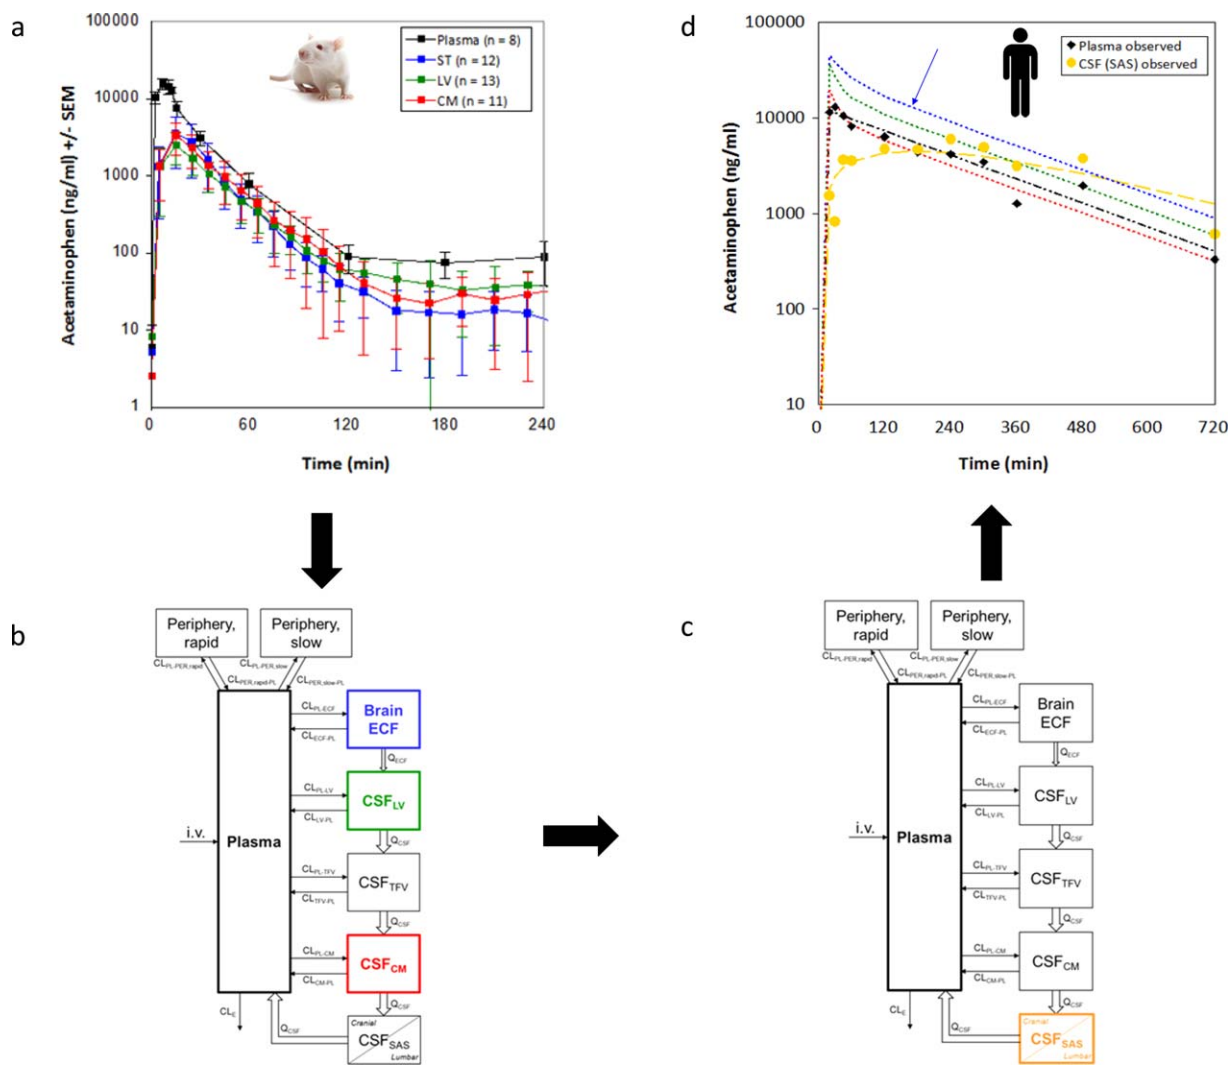 a
100000
10000
1000
100
10
1
Acetaminophen (ng/ml) +/- SEM
Plasma (n = 8)
ST (n = 12)
LV (n = 13)
CM (n = 11)
0
60
120
180
240
Time (min)
d
100000
10000
1000
100
10
Acetaminophen (ng/ml)
Plasma observed
CSF (SAS) observed
0
120
240
360
480
600
720
Time (min)
b
Periphery,
rapid
Periphery,
slow
CLPL-PER,rapid
CLPER,rapid-PL
CLPL-PER,slow
CLPER,slow-PL
i.v.
Plasma
CLPL-ECF
CLECF-PL
Brain
ECF
QECF
CLPL-LV
CLLV-PL
CSFLV
QCSF
CLPL-TFV
CLTFV-PL
CSFTFV
QCSF
CLPL-CM
CLCM-PL
CSFCM
QCSF
CLE
QCSF
Cranial
CSFSAS
Lumbar
c
Periphery,
rapid
Periphery,
slow
CLPL-PER,rapid
CLPER,rapid-PL
CLPL-PER,slow
CLPER,slow-PL
i.v.
Plasma
CLPL-ECF
CLECF-PL
Brain
ECF
QECF
CLPL-LV
CLLV-PL
CSFLV
QCSF
CLPL-TFV
CLTFV-PL
CSFTFV
QCSF
CLPL-CM
CLCM-PL
CSFCM
QCSF
CLE
QCSF
Cranial
CSFSAS
Lumbar